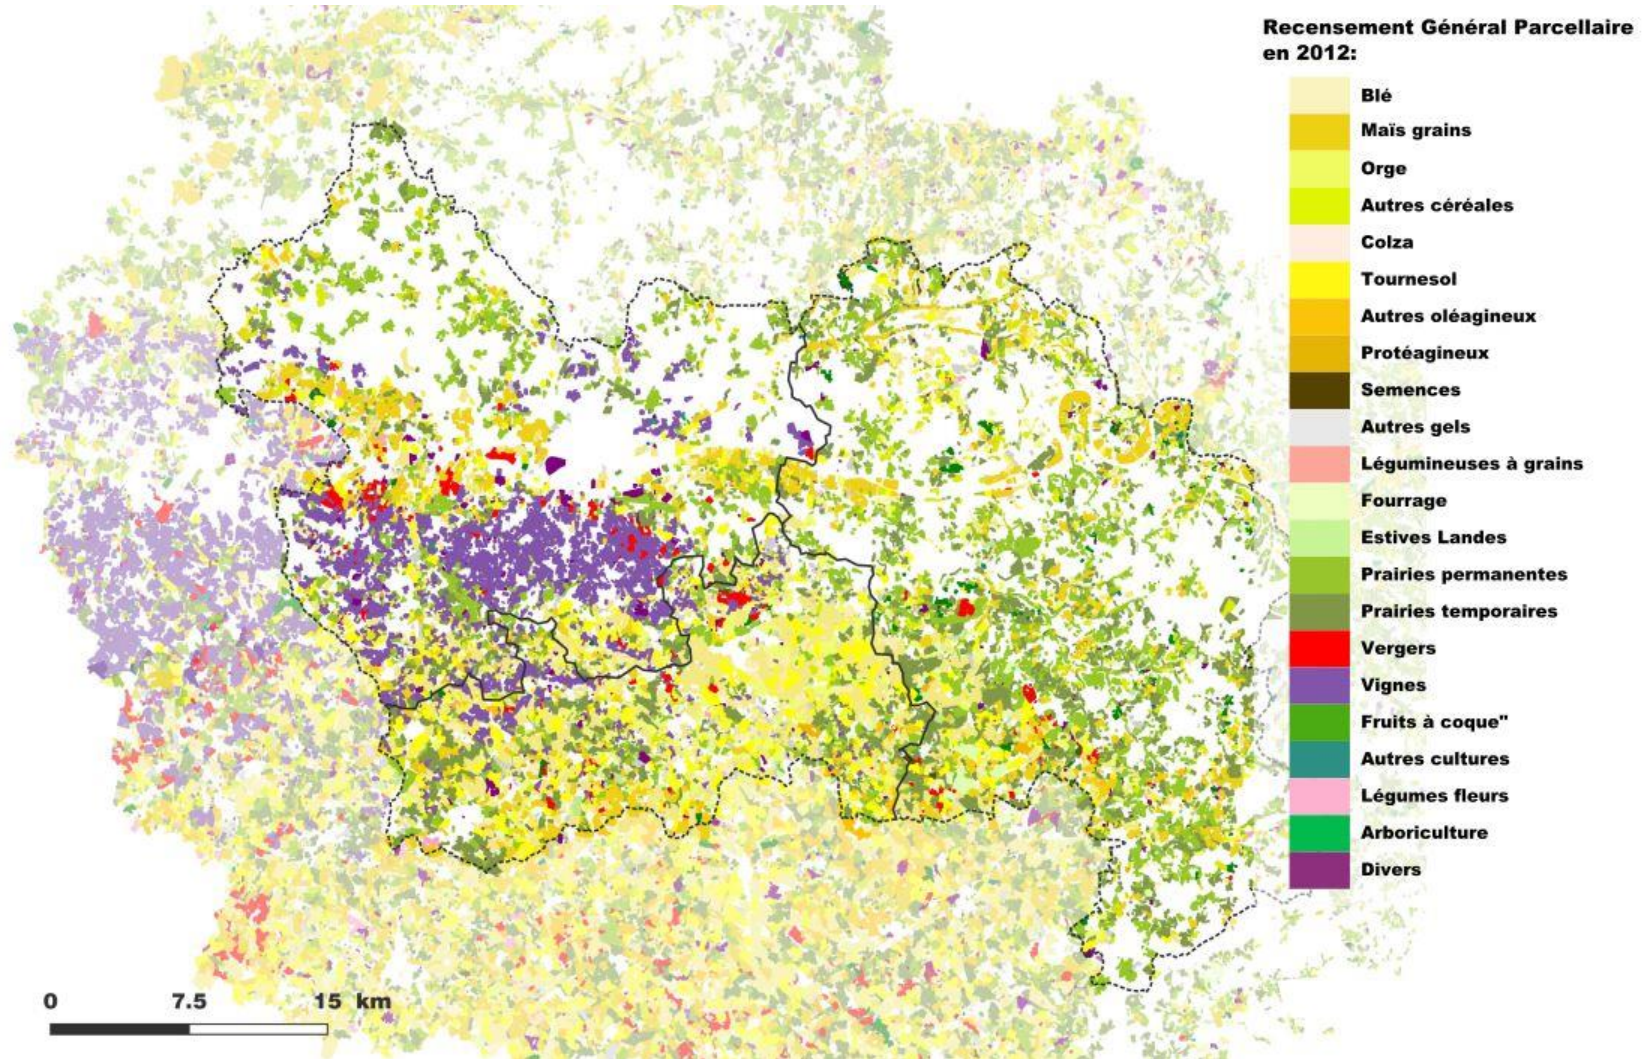 Recensement Général Parcellaire
en 2012:
Blé
Maïs grains
Orge
Autres céréales
Colza
Tournesol
Autres oléagineux
Protéagineux
Semences
Autres gels
Légumineuses à grains
Fourrage
Estives Landes
Prairies permanentes
Prairies temporaires
Vergers
Vignes
Fruits à coque"
Autres cultures
Légumes fleurs
Arboriculture
Divers
0 7.5 15 km